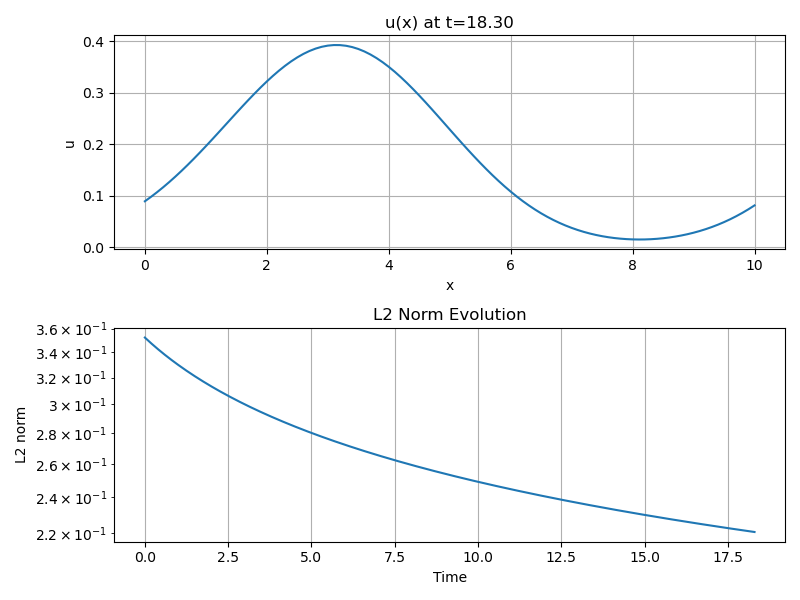 u(x) at t=18.30
0.4
0.3
0.2
0.1
0.0
u
0 2 4 6 8 10
x
L2 Norm Evolution
3.6 × 10⁻¹
3.4 × 10⁻¹
3.2 × 10⁻¹
3 × 10⁻¹
2.8 × 10⁻¹
2.6 × 10⁻¹
2.4 × 10⁻¹
2.2 × 10⁻¹
L2 norm
0.0 2.5 5.0 7.5 10.0 12.5 15.0 17.5
Time